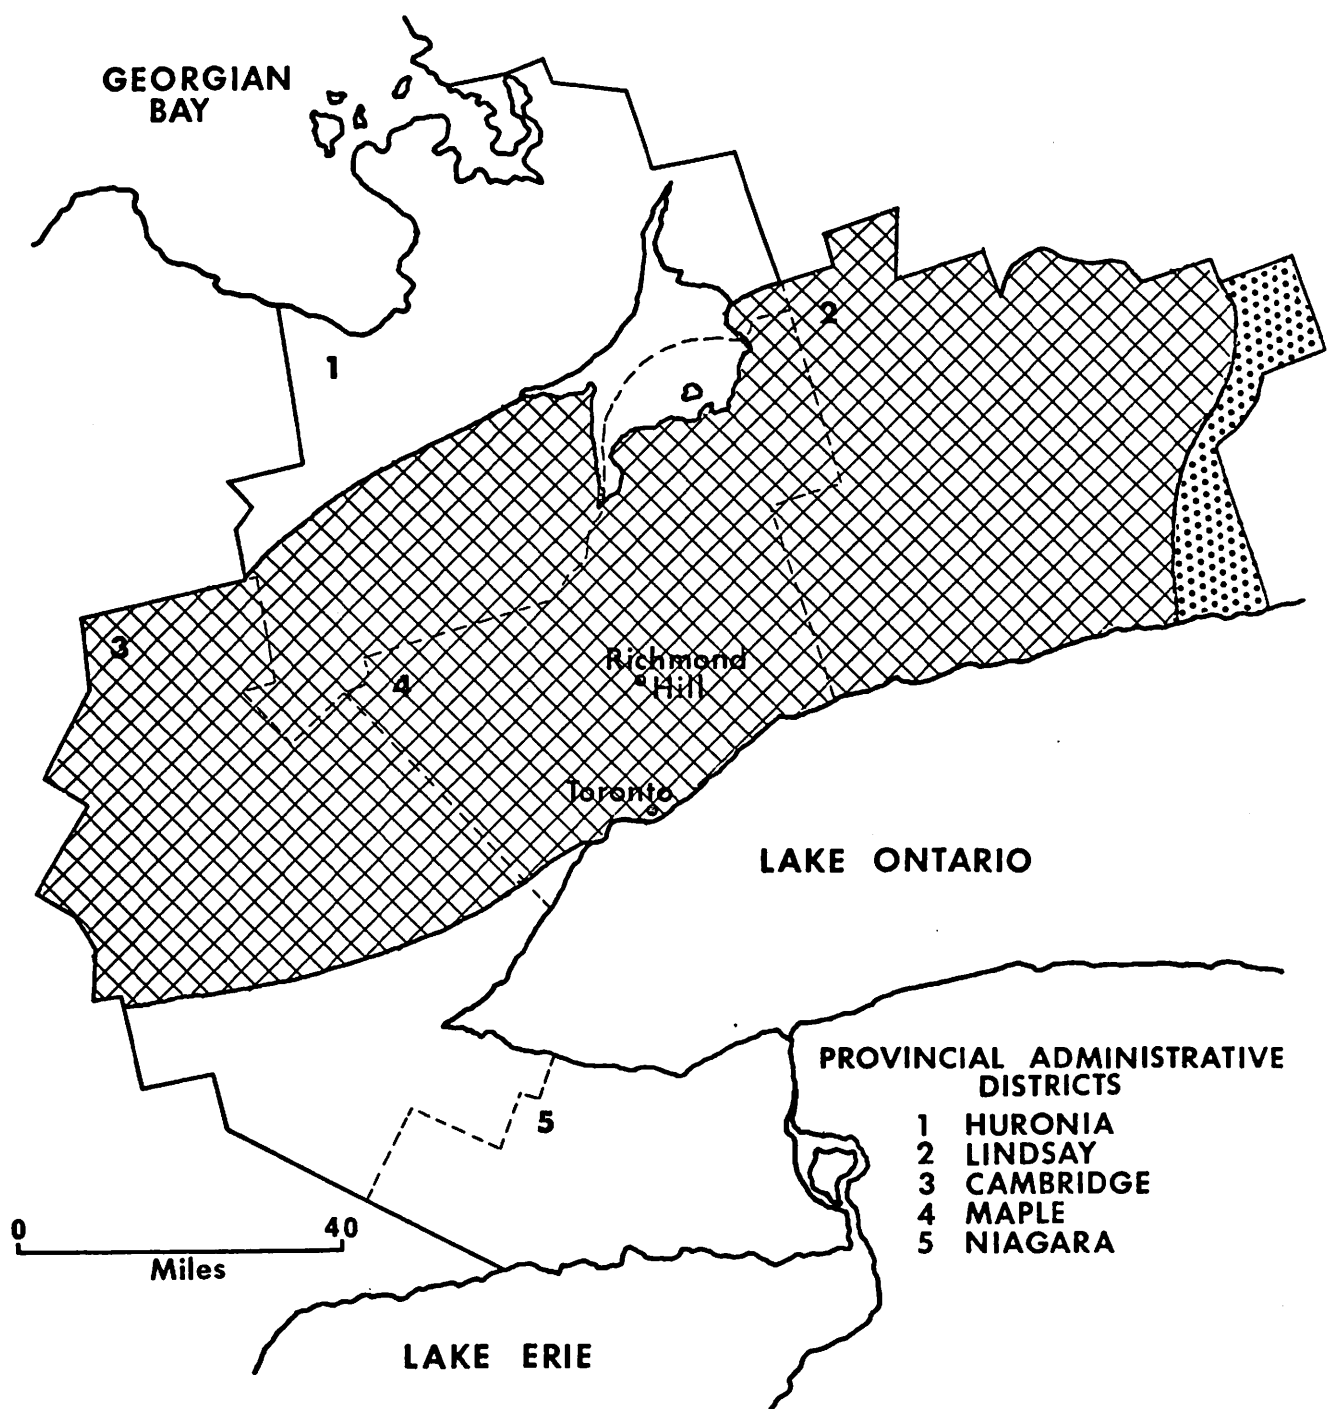 GEORGIAN
BAY
1
2
3
4
Richmond
Hill
Toronto
LAKE ONTARIO
5
PROVINCIAL ADMINISTRATIVE
DISTRICTS
1 HURONIA
2 LINDSAY
3 CAMBRIDGE
4 MAPLE
5 NIAGARA
0 40
Miles
LAKE ERIE